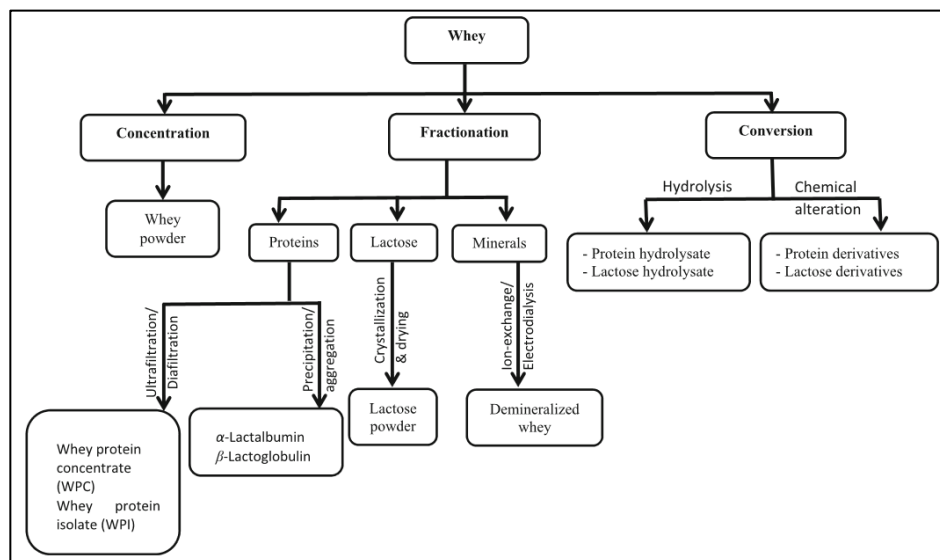 Whey
Concentration
Fractionation
Conversion
Hydrolysis
Chemical
alteration
Whey
powder
Proteins
Lactose
Minerals
- Protein hydrolysate
- Lactose hydrolysate
- Protein derivatives
- Lactose derivatives
Ultrafiltration/
Diafiltration
Precipitation/
aggregation
Crystallization
& drying
Ion-exchange/
Electrodialysis
Whey protein
concentrate
(WPC)
Whey protein
isolate (WPI)
α-Lactalbumin
β-Lactoglobulin
Lactose
powder
Demineralized
whey